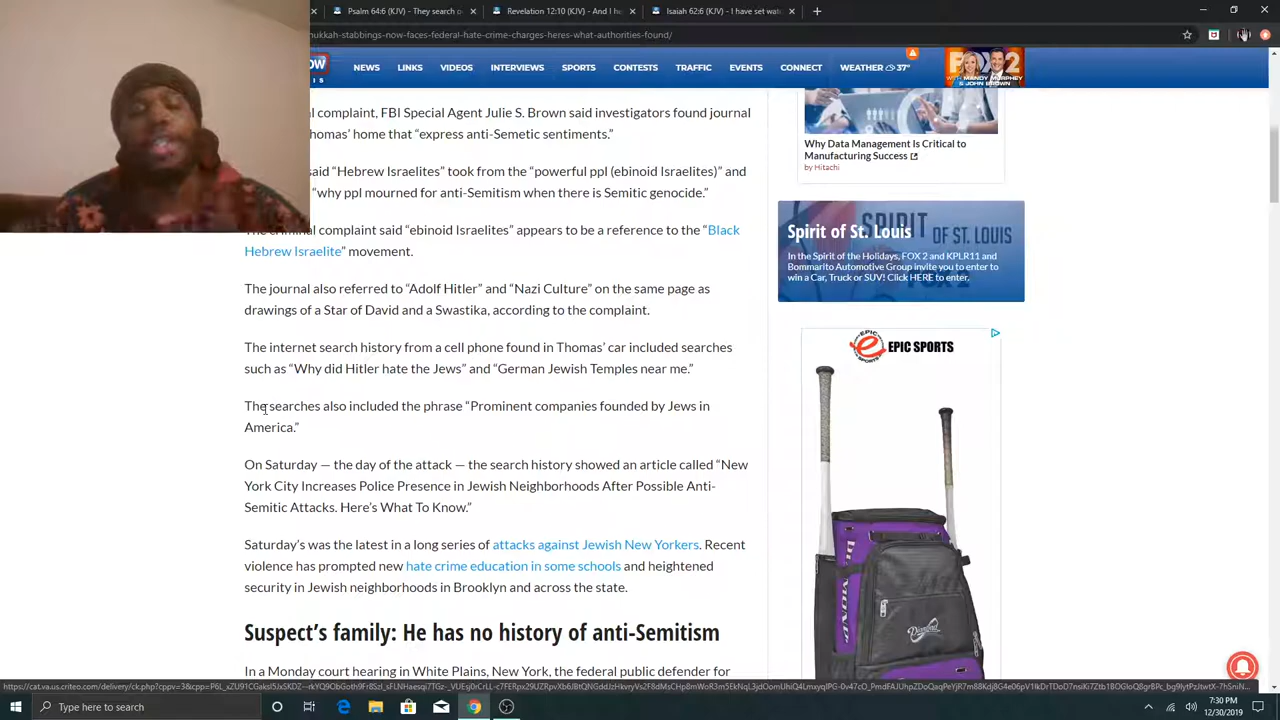 Psalm 64:6 (KJV) - They search o
Revelation 12:10 (KJV) - And I he
Isaiah 62:6 (KJV) - I have set wat
nukkah-stabbings-now-faces-federal-hate-crime-charges-heres-what-authorities-found/
NEWS LINKS VIDEOS INTERVIEWS SPORTS CONTESTS TRAFFIC EVENTS CONNECT WEATHER 37°
FOX 2
WITH MANDY MURPHEY
& JOHN BROWN
l complaint, FBI Special Agent Julie S. Brown said investigators found journal
homas’ home that “express anti-Semetic sentiments.”
said “Hebrew Israelites” took from the “powerful ppl (ebinoid Israelites)” and
“why ppl mourned for anti-Semitism when there is Semitic genocide.”
The criminal complaint said “ebinoid Israelites” appears to be a reference to the “Black
Hebrew Israelite” movement.
The journal also referred to “Adolf Hitler” and “Nazi Culture” on the same page as
drawings of a Star of David and a Swastika, according to the complaint.
The internet search history from a cell phone found in Thomas’ car included searches
such as “Why did Hitler hate the Jews” and “German Jewish Temples near me.”
The searches also included the phrase “Prominent companies founded by Jews in
America.”
On Saturday — the day of the attack — the search history showed an article called “New
York City Increases Police Presence in Jewish Neighborhoods After Possible Anti-
Semitic Attacks. Here’s What To Know.”
Saturday’s was the latest in a long series of attacks against Jewish New Yorkers. Recent
violence has prompted new hate crime education in some schools and heightened
security in Jewish neighborhoods in Brooklyn and across the state.
Suspect’s family: He has no history of anti-Semitism
In a Monday court hearing in White Plains, New York, the federal public defender for
Why Data Management Is Critical to
Manufacturing Success
by Hitachi
Spirit of St. Louis
SPIRIT
OF ST. LOUIS
In the Spirit of the Holidays, FOX 2 and KPLR11 and
Bommarito Automotive Group invite you to enter to
win a Car, Truck or SUV! Click HERE to enter.
EPIC SPORTS
Diamond
Type here to search
7:30 PM
12/30/2019